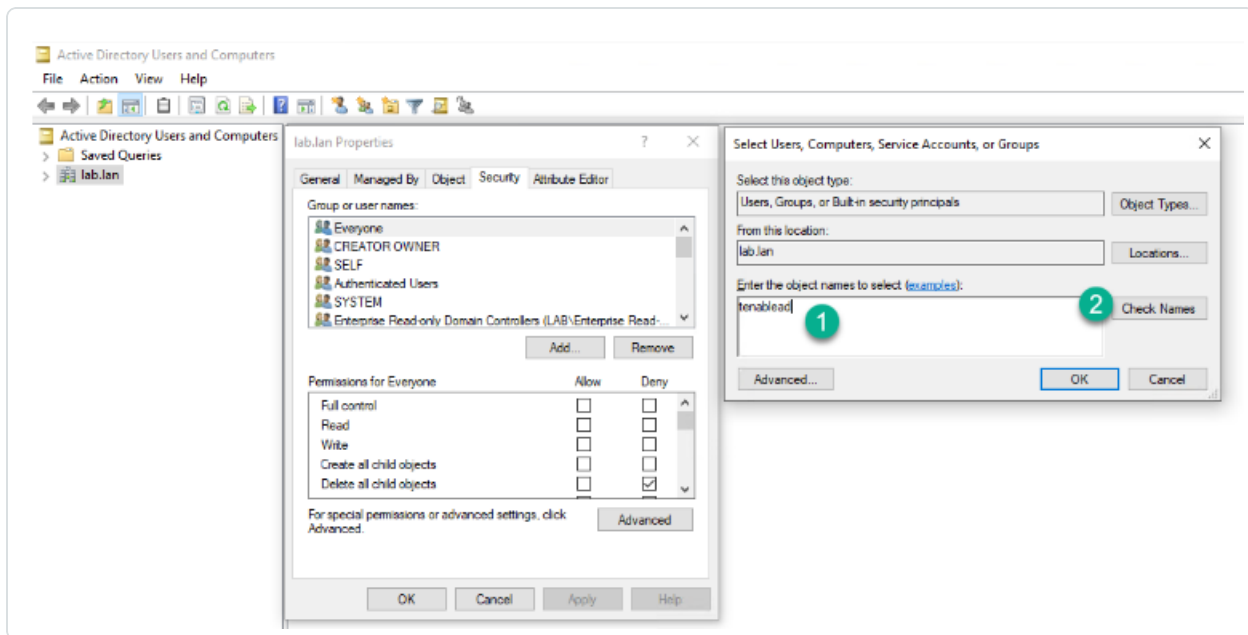 Active Directory Users and Computers
File Action View Help
Active Directory Users and Computers
Saved Queries
lab.lan
lab.lan Properties
?
General Managed By Object Security Attribute Editor
Group or user names:
Everyone
CREATOR OWNER
SELF
Authenticated Users
SYSTEM
Enterprise Read-only Domain Controllers (LAB\Enterprise Read-...
Add... Remove
Permissions for Everyone Allow Deny
Full control
Read
Write
Create all child objects
Delete all child objects
For special permissions or advanced settings, click
Advanced.
Advanced
OK Cancel Apply Help
Select Users, Computers, Service Accounts, or Groups
Select this object type:
Users, Groups, or Built-in security principals
Object Types...
From this location:
lab.lan
Locations...
Enter the object names to select (examples):
tenablead
1
2
Check Names
Advanced...
OK Cancel